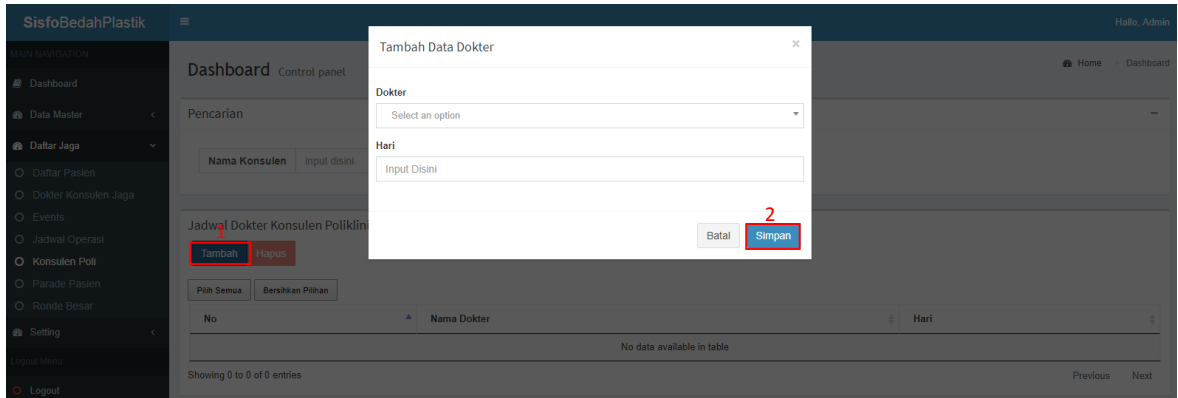 SisfoBedahPlastik
Hallo, Admin
MAIN NAVIGATION
Dashboard
Data Master
Daftar Jaga
Daftar Pasien
Dokter Konsulen Jaga
Events
Jadwal Operasi
Konsulen Poli
Parade Pasien
Ronde Besar
Setting
Logout Menu
Logout
Dashboard Control panel
Home
Dashboard
Pencarian
Nama Konsulen
input disini
Tambah Data Dokter
×
Dokter
Select an option
Hari
Input Disini
2
Batal
Simpan
Jadwal Dokter Konsulen Poliklini
1
Tambah
Hapus
Pilih Semua
Bersihkan Pilihan
No
Nama Dokter
Hari
No data available in table
Showing 0 to 0 of 0 entries
Previous
Next